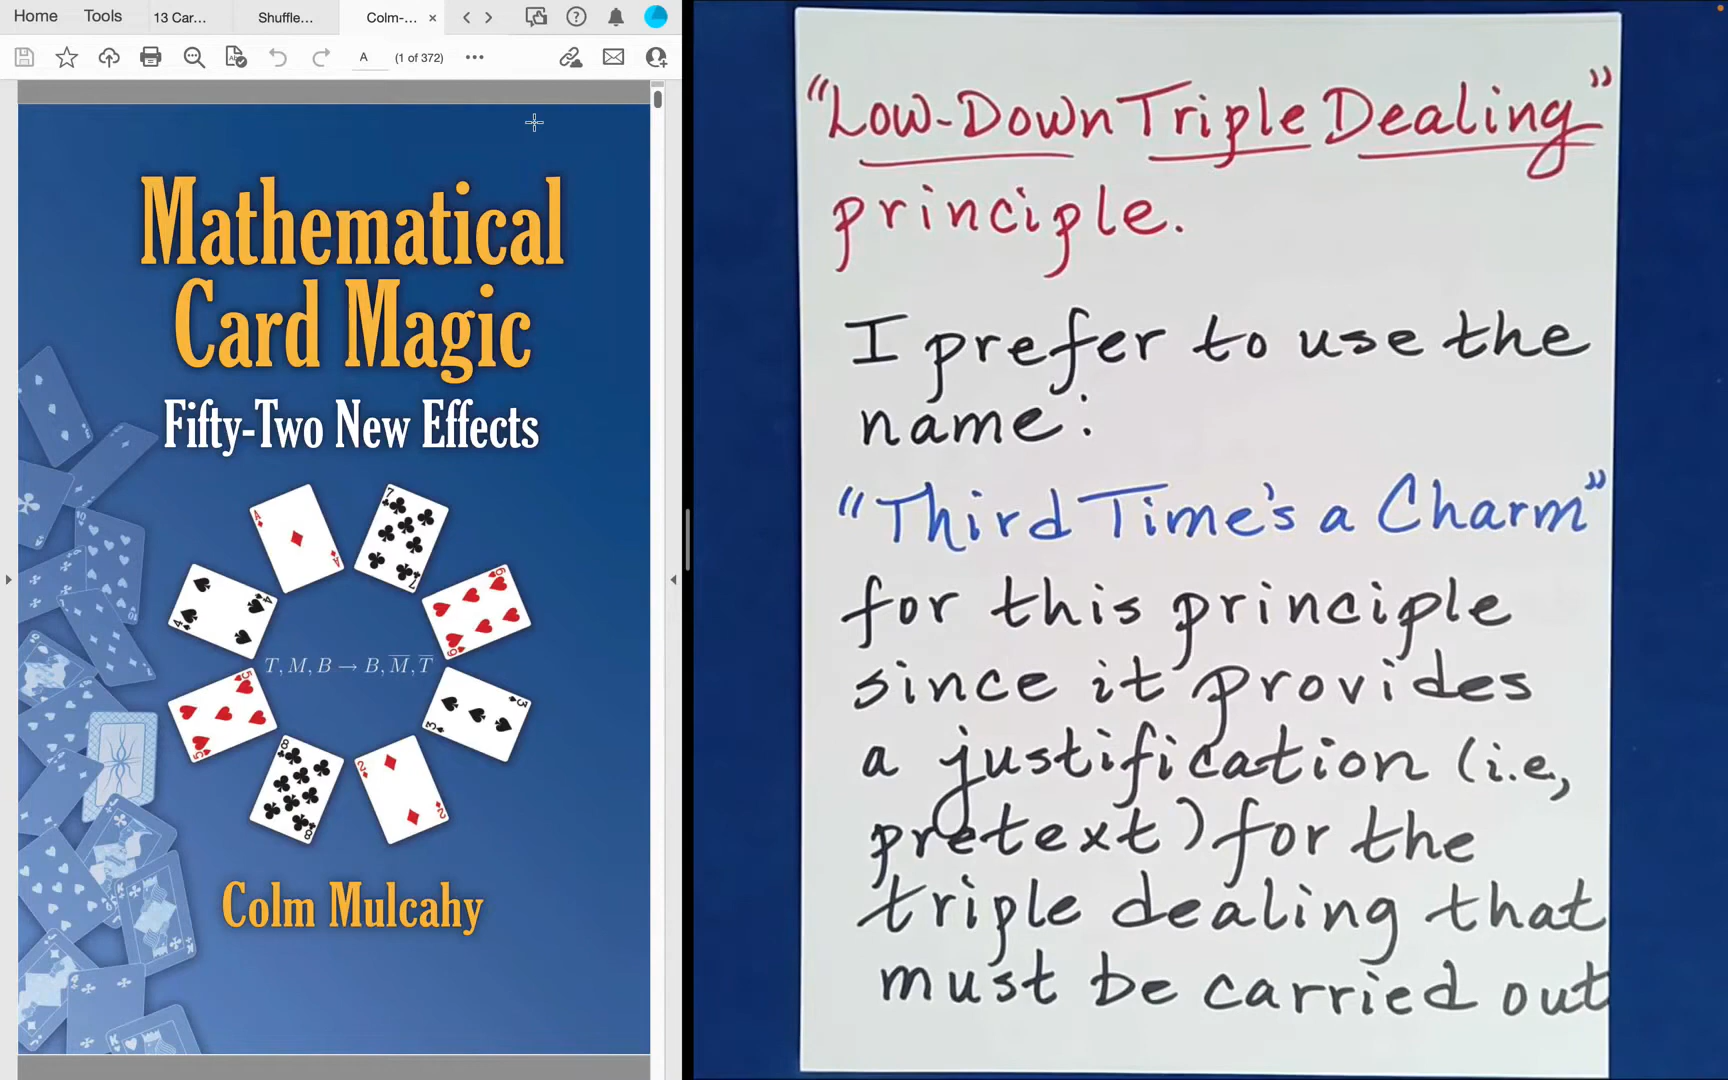 Home Tools 13 Car... Shuffle... Colm-... ×
A (1 of 372) ...
Mathematical
Card Magic
Fifty-Two New Effects
T, M, B → B, M̅, T̅
Colm Mulcahy
"Low-Down Triple Dealing"
principle.
I prefer to use the
name:
"Third Time's a Charm"
for this principle
since it provides
a justification (i.e,
pretext) for the
triple dealing that
must be carried out